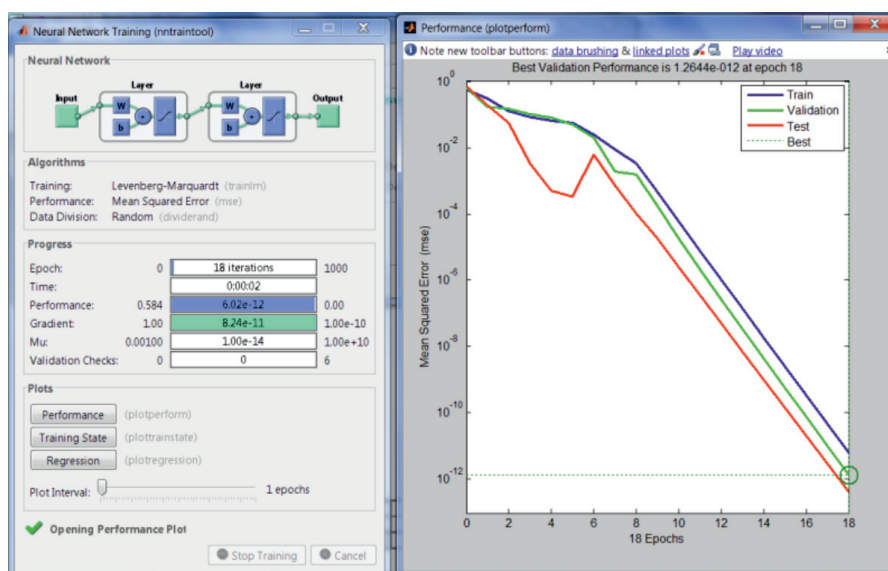 Neural Network Training (nntraintool)
Neural Network
Layer Layer
Input Output
W W
b b
Algorithms
Training: Levenberg-Marquardt (trainlm)
Performance: Mean Squared Error (mse)
Data Division: Random (dividerand)
Progress
Epoch: 0 18 iterations 1000
Time: 0:00:02
Performance: 0.584 6.02e-12 0.00
Gradient: 1.00 8.24e-11 1.00e-10
Mu: 0.00100 1.00e-14 1.00e+10
Validation Checks: 0 0 6
Plots
Performance (plotperform)
Training State (plottrainstate)
Regression (plotregression)
Plot Interval: 1 epochs
Opening Performance Plot
Stop Training Cancel
Performance (plotperform)
Note new toolbar buttons: data brushing & linked plots Play video
Best Validation Performance is 1.2644e-012 at epoch 18
Train
Validation
Test
Best
Mean Squared Error (mse)
10^0
10^-2
10^-4
10^-6
10^-8
10^-10
10^-12
0 2 4 6 8 10 12 14 16 18
18 Epochs